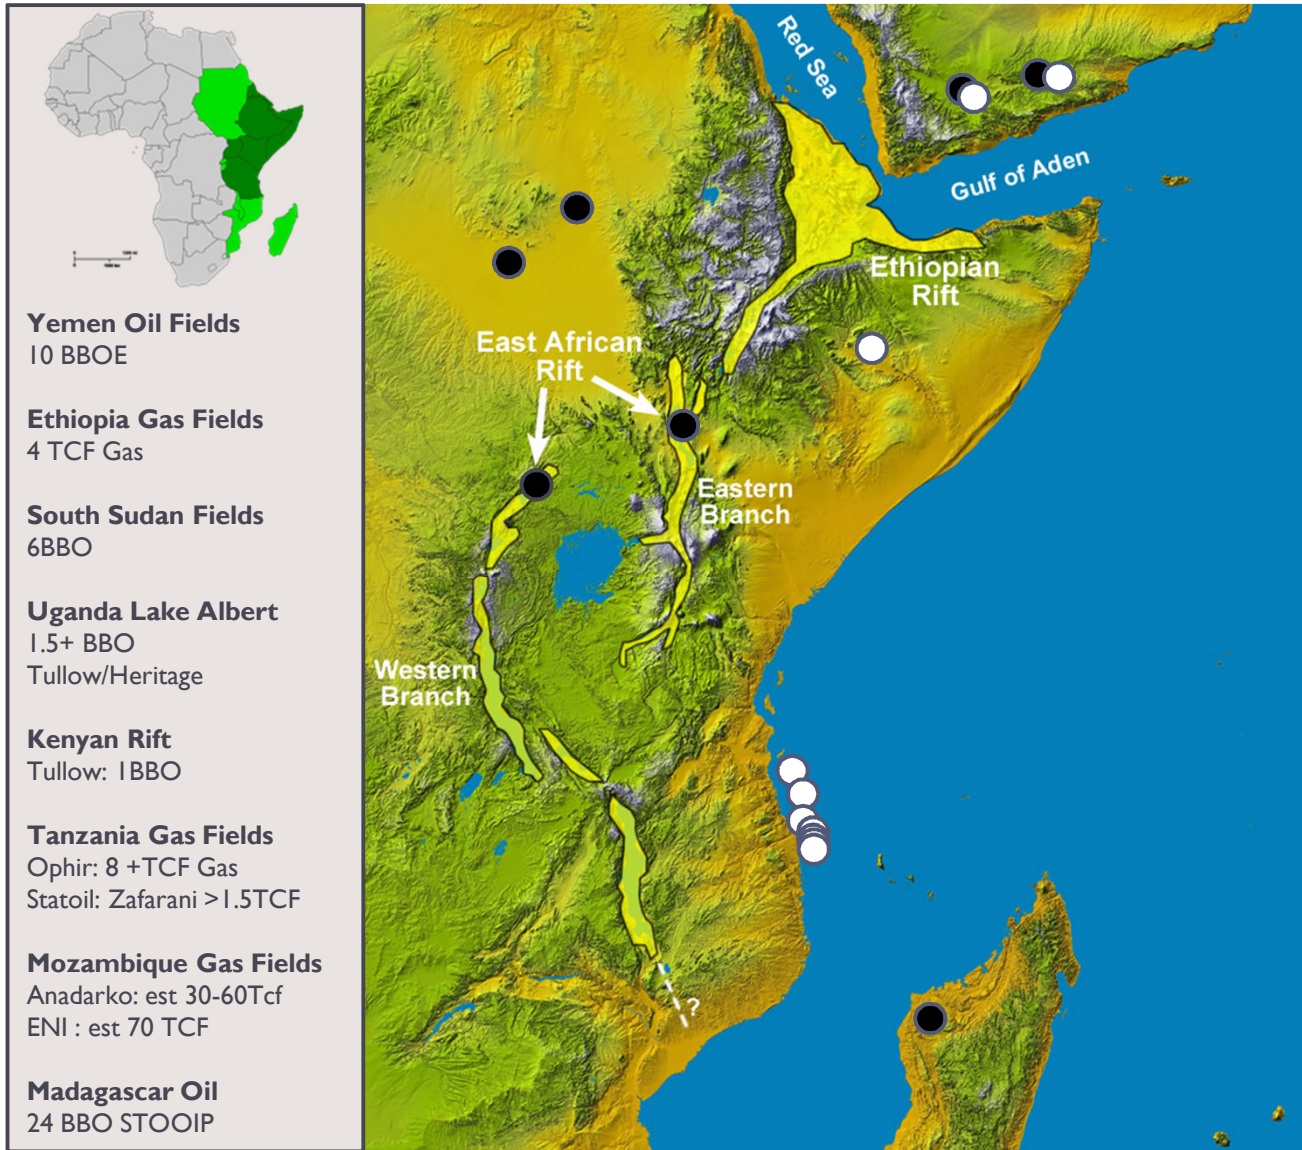 Yemen Oil Fields
10 BBOE
Ethiopia Gas Fields
4 TCF Gas
South Sudan Fields
6BBO
Uganda Lake Albert
1.5+ BBO
Tullow/Heritage
Kenyan Rift
Tullow: 1BBO
Tanzania Gas Fields
Ophir: 8 +TCF Gas
Statoil: Zafarani >1.5TCF
Mozambique Gas Fields
Anadarko: est 30-60Tcf
ENI : est 70 TCF
Madagascar Oil
24 BBO STOOIP
Red Sea
Gulf of Aden
Ethiopian
Rift
East African
Rift
Eastern
Branch
Western
Branch
?